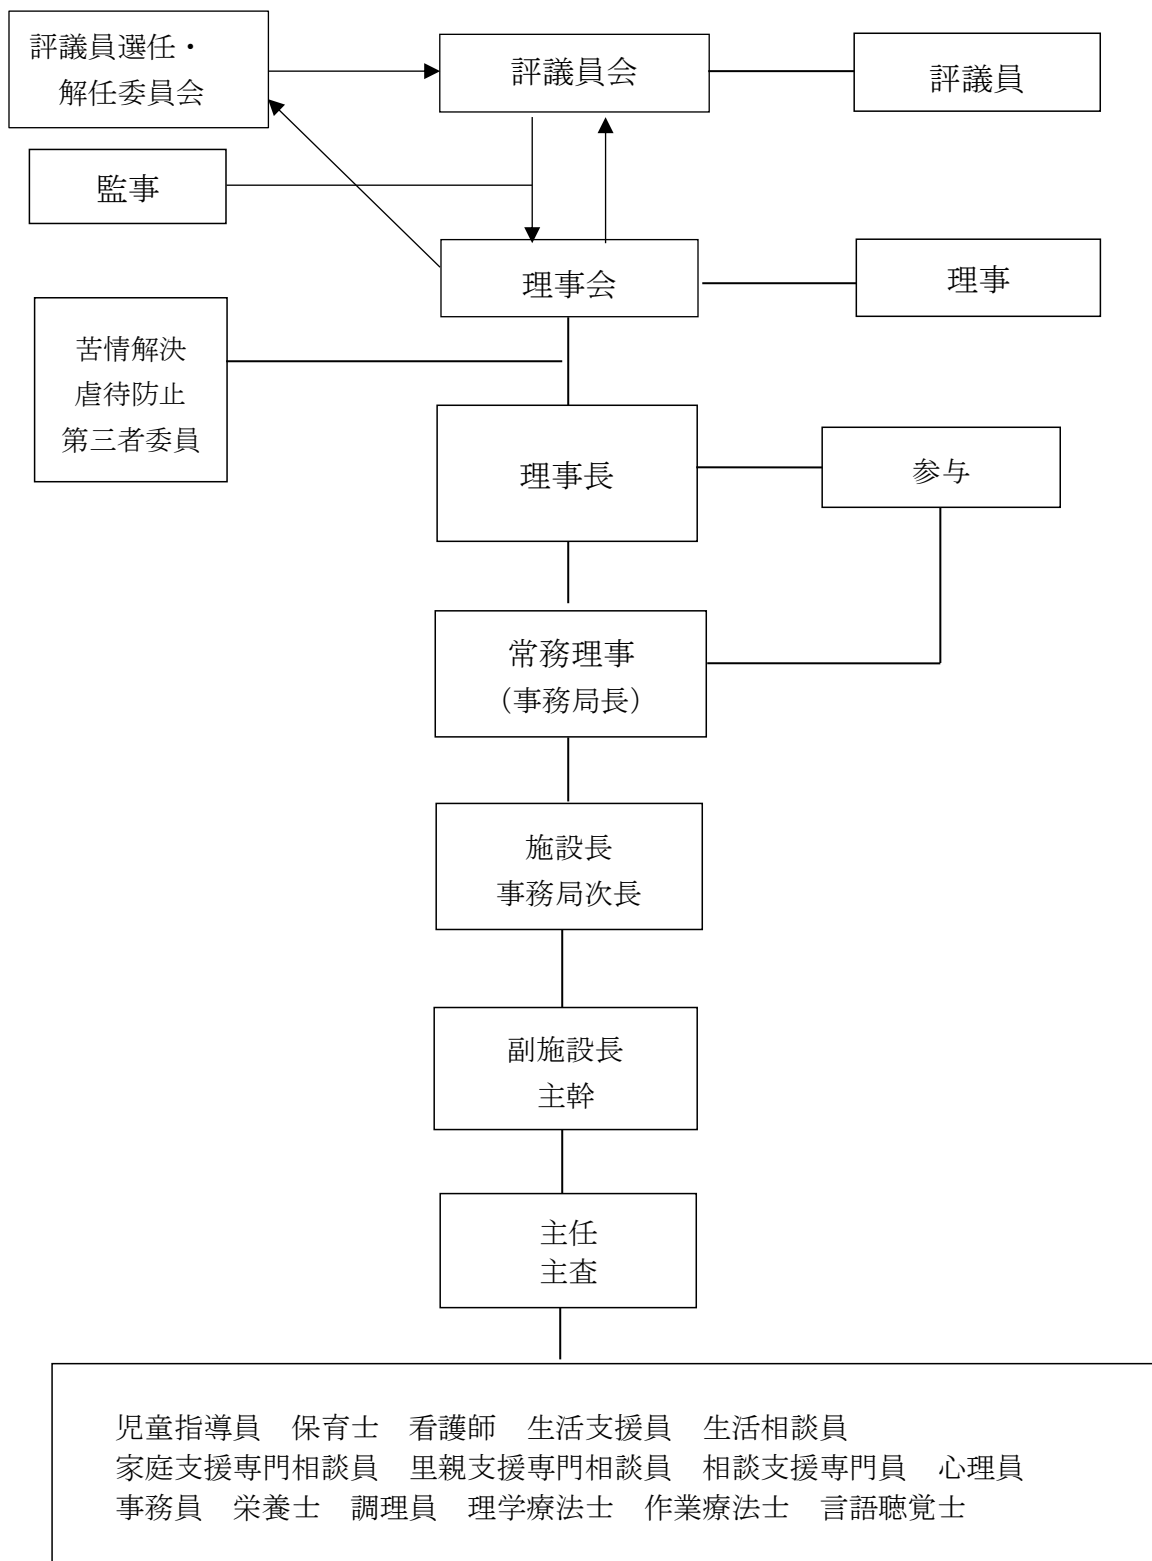 評議員選任・
解任委員会
評議員会
評議員
監事
理事会
理事
苦情解決
虐待防止
第三者委員
理事長
参与
常務理事
（事務局長）
施設長
事務局次長
副施設長
主幹
主任
主査
児童指導員　保育士　看護師　生活支援員　生活相談員
家庭支援専門相談員　里親支援専門相談員　相談支援専門員　心理員
事務員　栄養士　調理員　理学療法士　作業療法士　言語聴覚士